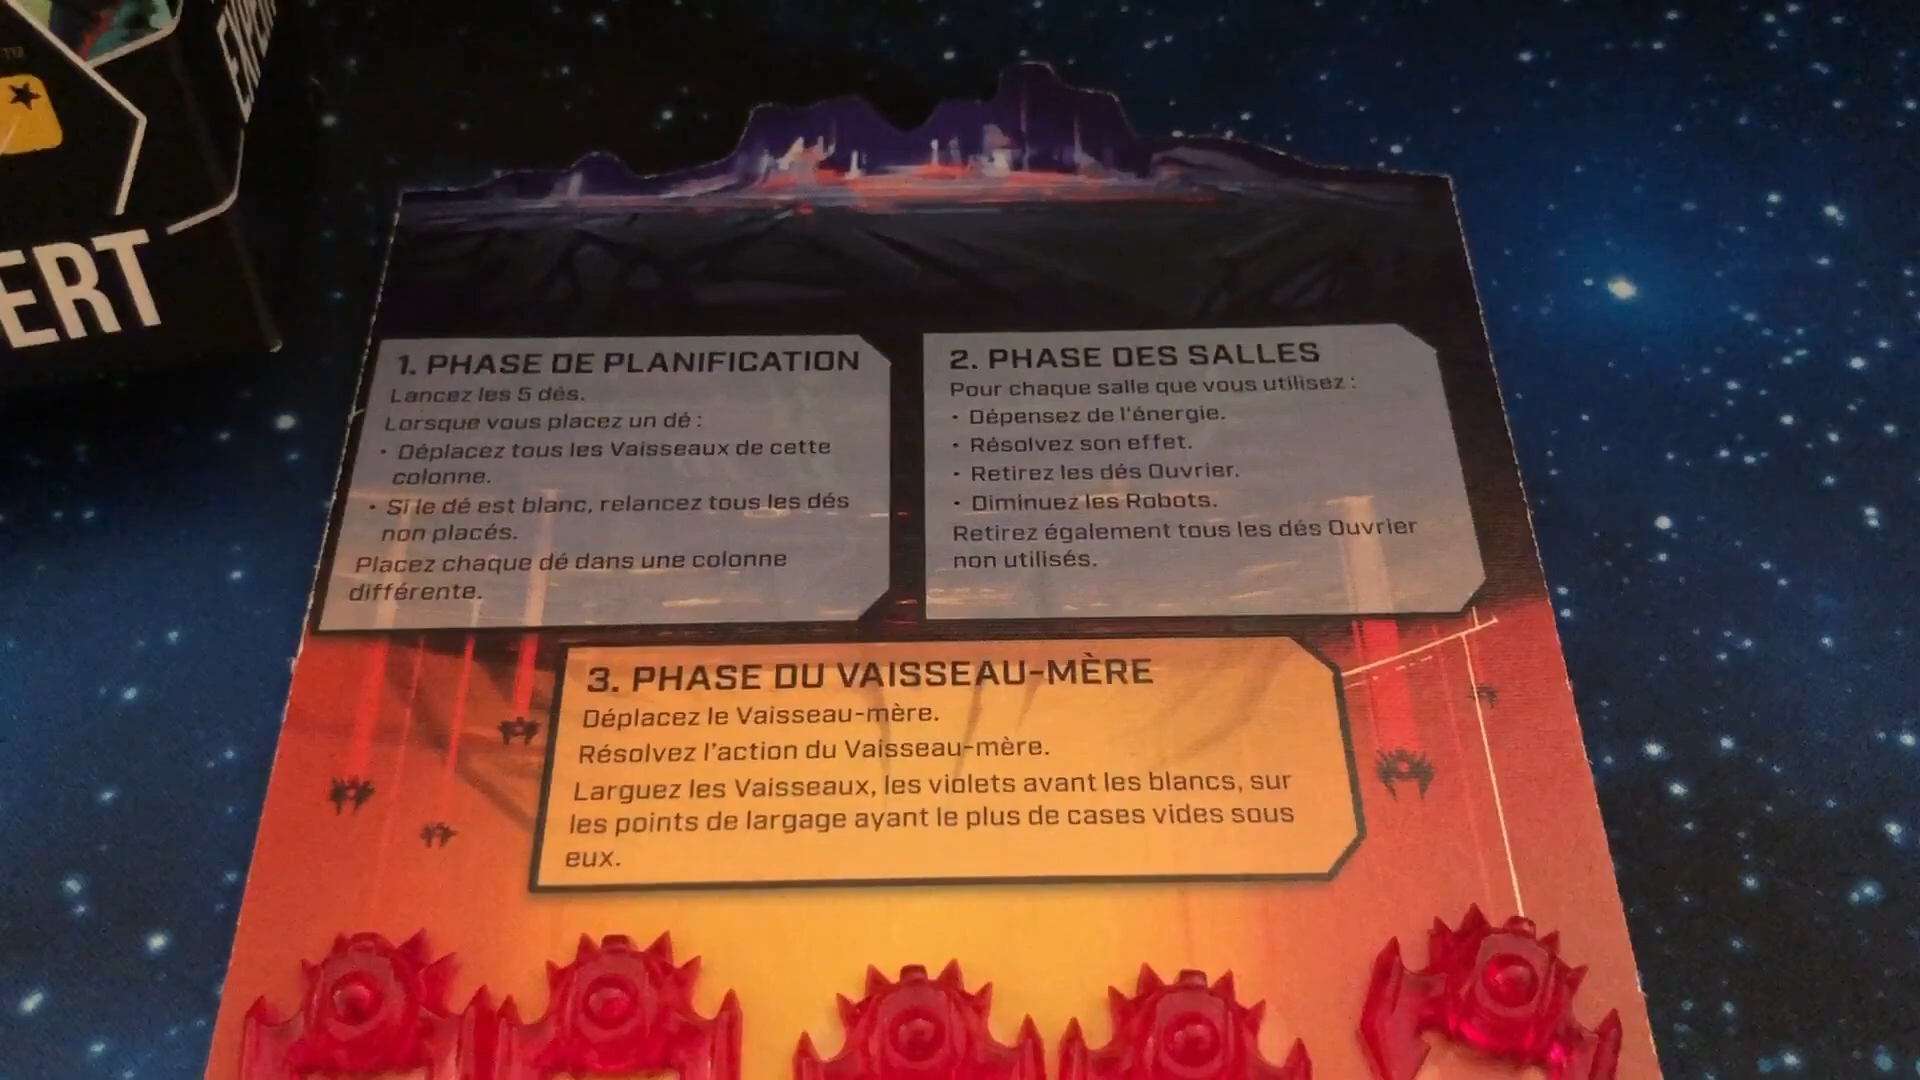 ERT
1. PHASE DE PLANIFICATION
Lancez les 5 dés.
Lorsque vous placez un dé :
• Déplacez tous les Vaisseaux de cette
colonne.
• Si le dé est blanc, relancez tous les dés
non placés.
Placez chaque dé dans une colonne
différente.
2. PHASE DES SALLES
Pour chaque salle que vous utilisez :
• Dépensez de l'énergie.
• Résolvez son effet.
• Retirez les dés Ouvrier.
• Diminuez les Robots.
Retirez également tous les dés Ouvrier
non utilisés.
3. PHASE DU VAISSEAU-MÈRE
Déplacez le Vaisseau-mère.
Résolvez l'action du Vaisseau-mère.
Larguez les Vaisseaux, les violets avant les blancs, sur
les points de largage ayant le plus de cases vides sous
eux.